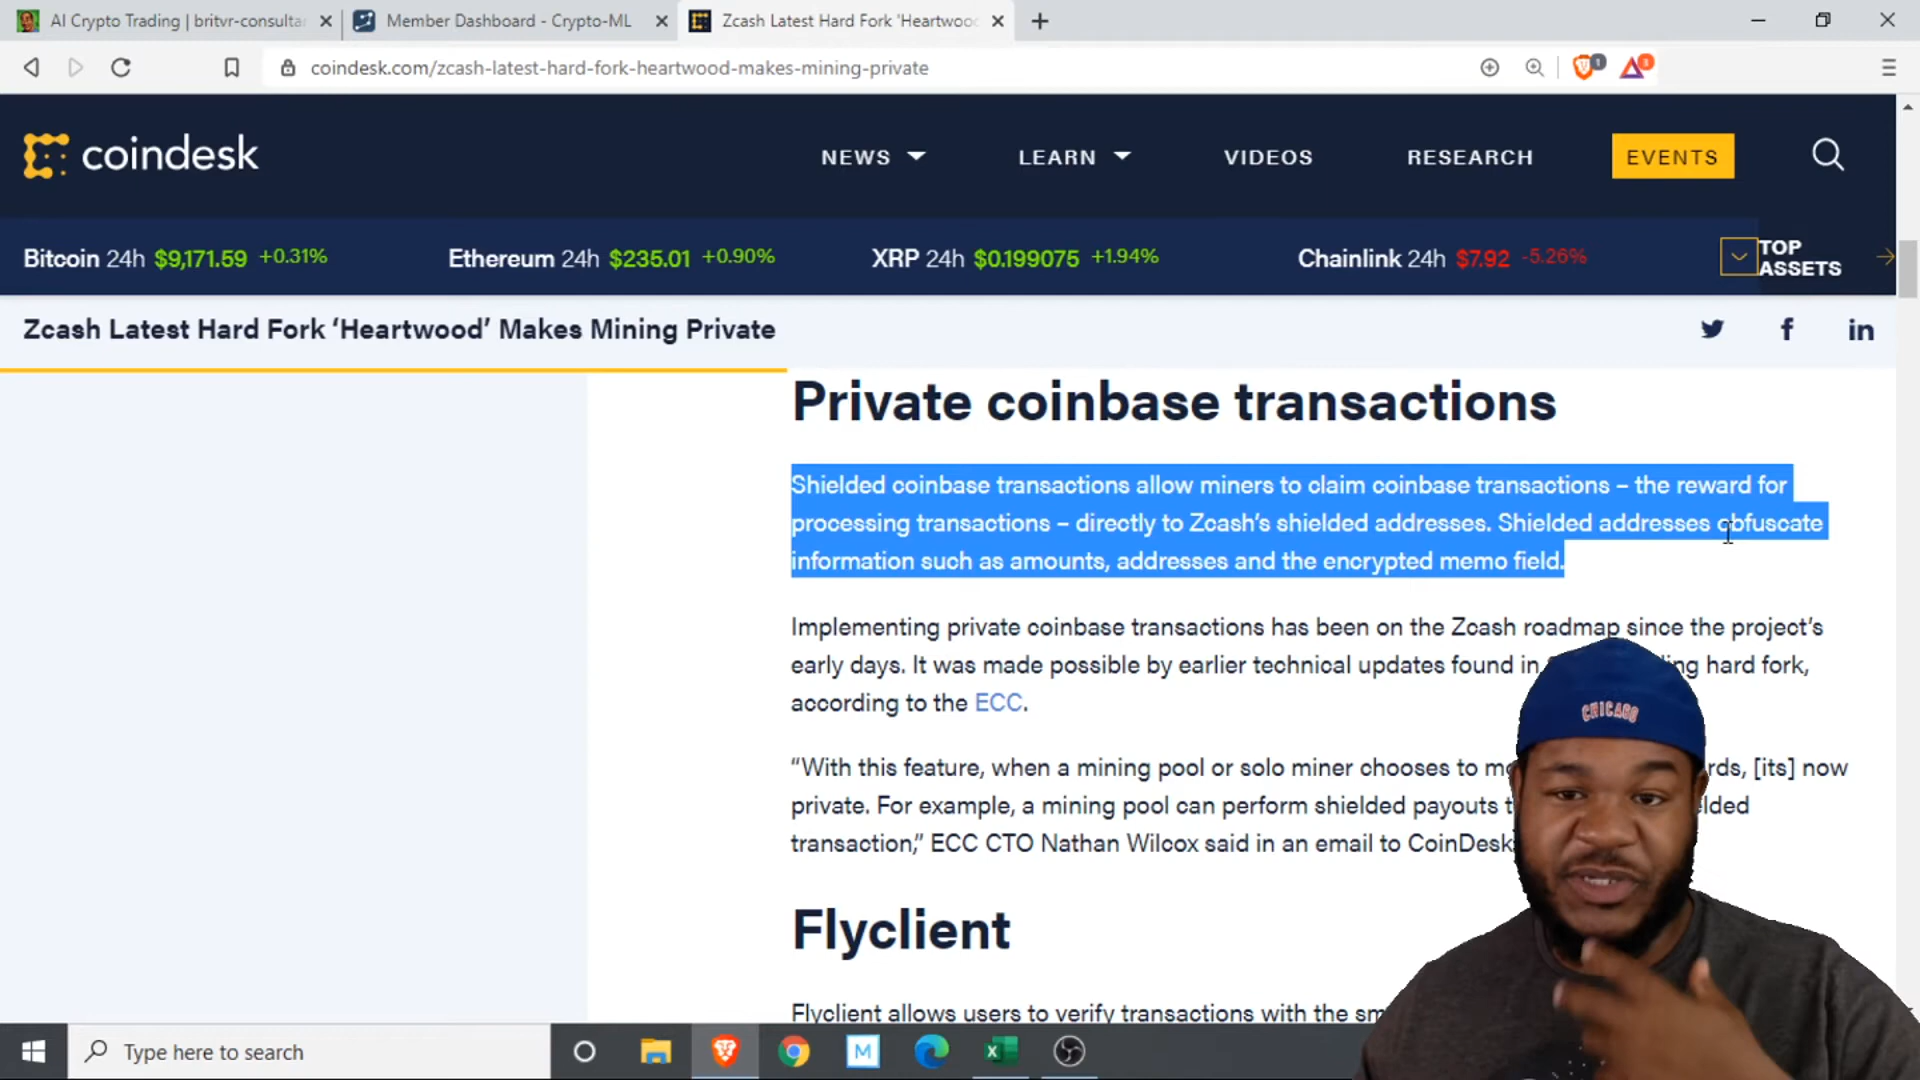 AI Crypto Trading | britvr-consulta
Member Dashboard - Crypto-ML
Zcash Latest Hard Fork 'Heartwoo
coindesk.com/zcash-latest-hard-fork-heartwood-makes-mining-private
1
coindesk
NEWS
LEARN
VIDEOS
RESEARCH
EVENTS
Bitcoin 24h $9,171.59 +0.31%
Ethereum 24h $235.01 +0.90%
XRP 24h $0.199075 +1.94%
Chainlink 24h $7.92 -5.26%
TOP
ASSETS
Zcash Latest Hard Fork ‘Heartwood’ Makes Mining Private
Private coinbase transactions
Shielded coinbase transactions allow miners to claim coinbase transactions – the reward for
processing transactions – directly to Zcash’s shielded addresses. Shielded addresses obfuscate
information such as amounts, addresses and the encrypted memo field.
Implementing private coinbase transactions has been on the Zcash roadmap since the project’s
early days. It was made possible by earlier technical updates found in hard fork,
according to the ECC.
“With this feature, when a mining pool or solo miner chooses to [its] now
private. For example, a mining pool can perform shielded payouts
transaction,” ECC CTO Nathan Wilcox said in an email to CoinDesk
CHICAGO
Flyclient
Flyclient allows users to verify transactions with the
Type here to search
M